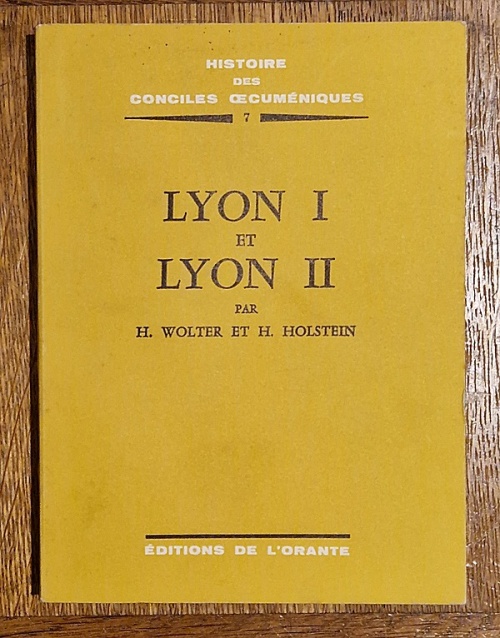 HISTOIRE
DES
CONCILES ŒCUMÉNIQUES
7
LYON I
ET
LYON II
PAR
H. WOLTER ET H. HOLSTEIN
ÉDITIONS DE L'ORANTE